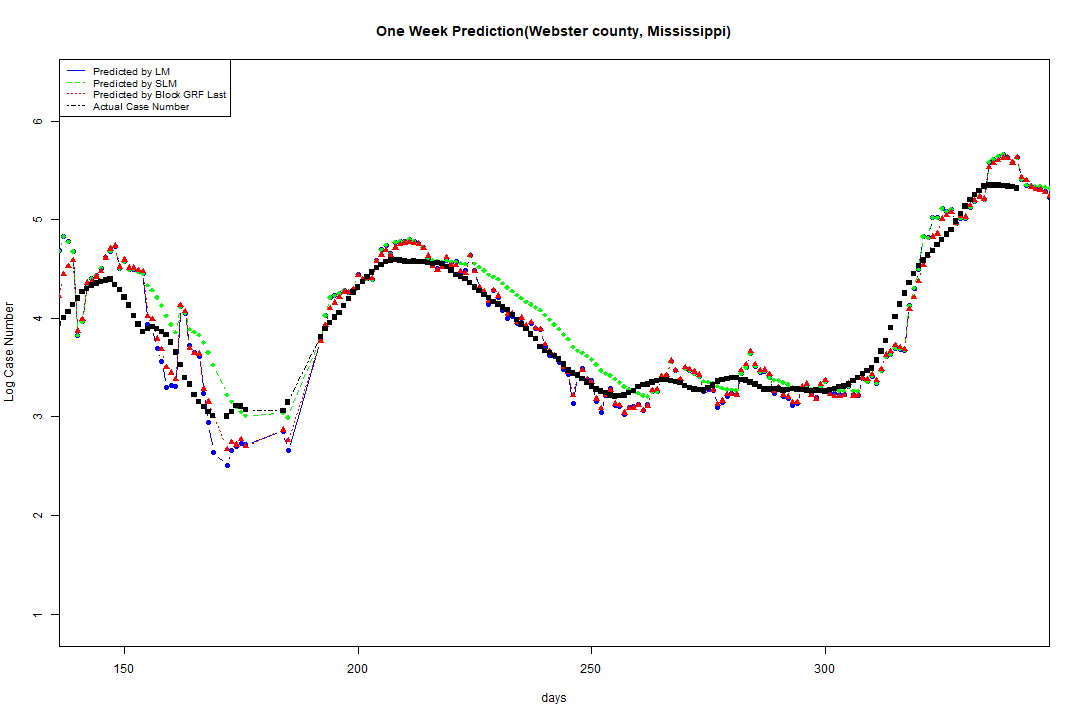 One Week Prediction(Webster county, Mississippi)
Predicted by LM
Predicted by SLM
Predicted by Block GRF Last
Actual Case Number
Log Case Number
6
5
4
3
2
1
150
200
250
300
days